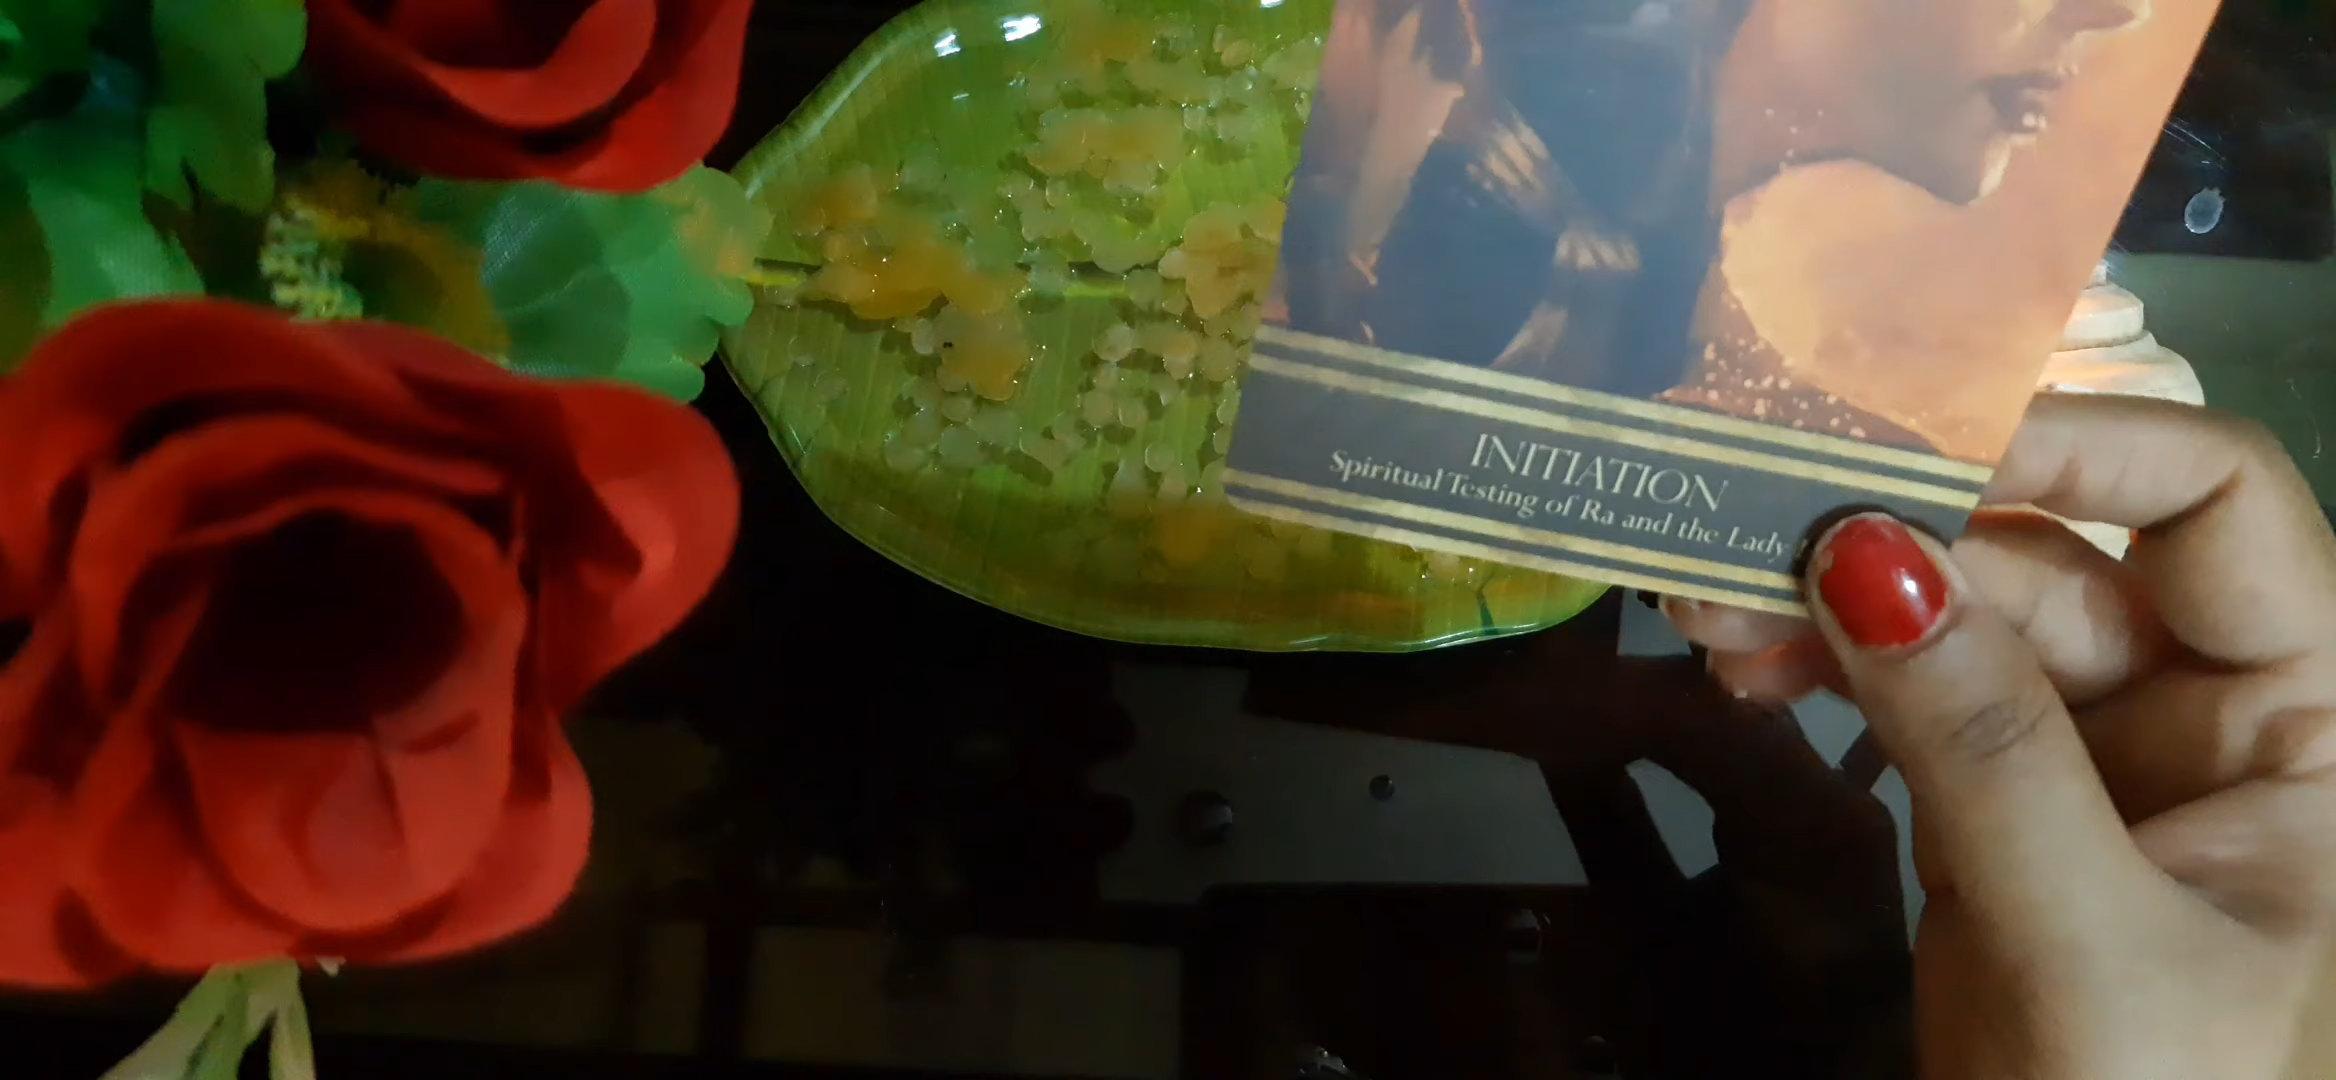 INITIATION
Spiritual Testing of Ra and the Lady